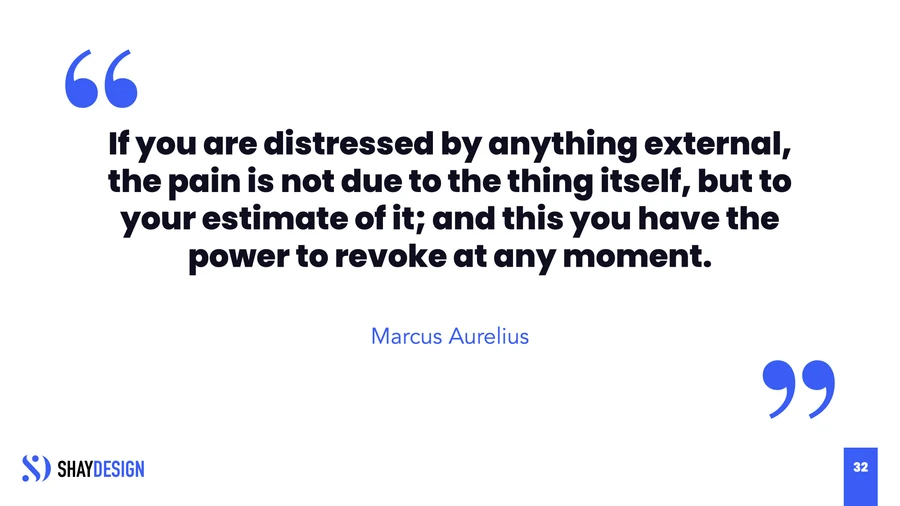 “
If you are distressed by anything external,
the pain is not due to the thing itself, but to
your estimate of it; and this you have the
power to revoke at any moment.
Marcus Aurelius
”
SHAYDESIGN
32